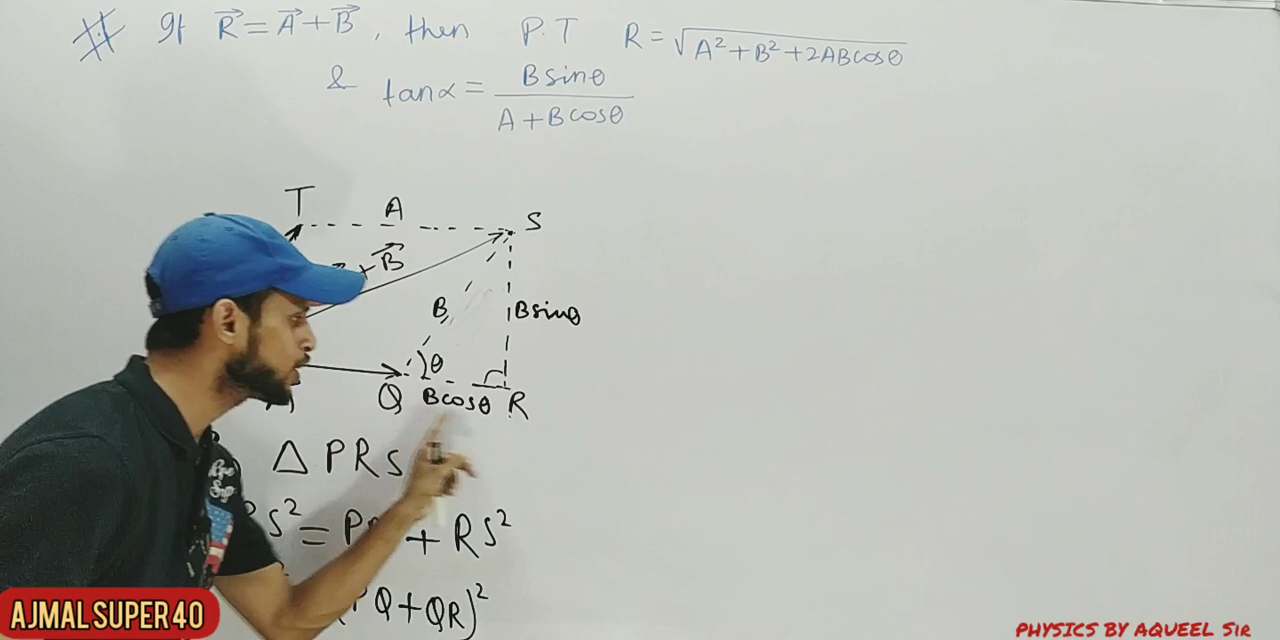 If R⃗ = A⃗ + B⃗, then P.T R = √A² + B² + 2ABcosθ
& tanα = Bsinθ / A + Bcosθ
T A S
+ B⃗
B Bsinθ
θ
Q Bcosθ R
Δ PRS
S² = P + RS²
Q + QR)²
AJMAL SUPER 40
PHYSICS BY AQUEEL Sir